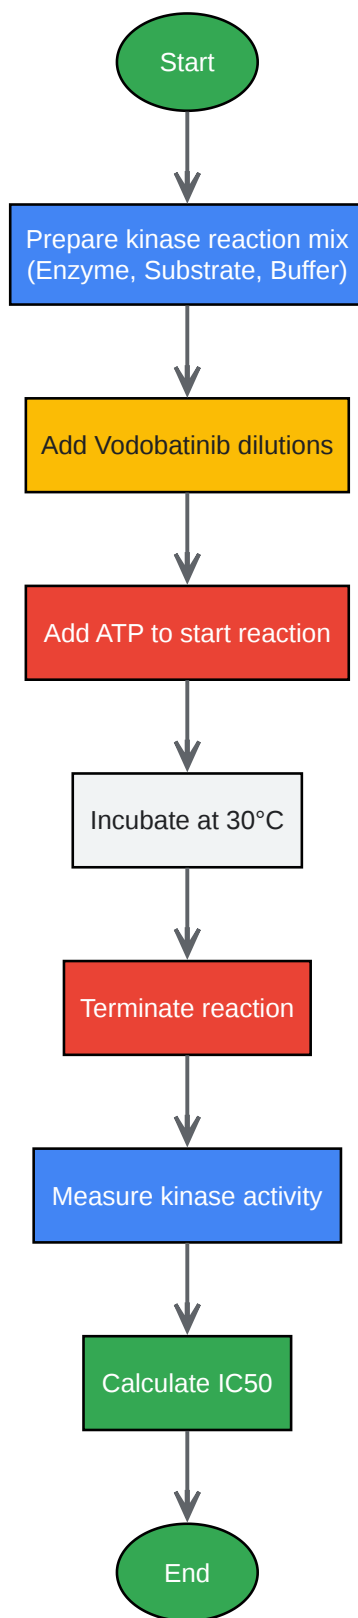 Start
Prepare kinase reaction mix
(Enzyme, Substrate, Buffer)
Add Vodobatinib dilutions
Add ATP to start reaction
Incubate at 30°C
Terminate reaction
Measure kinase activity
Calculate IC50
End